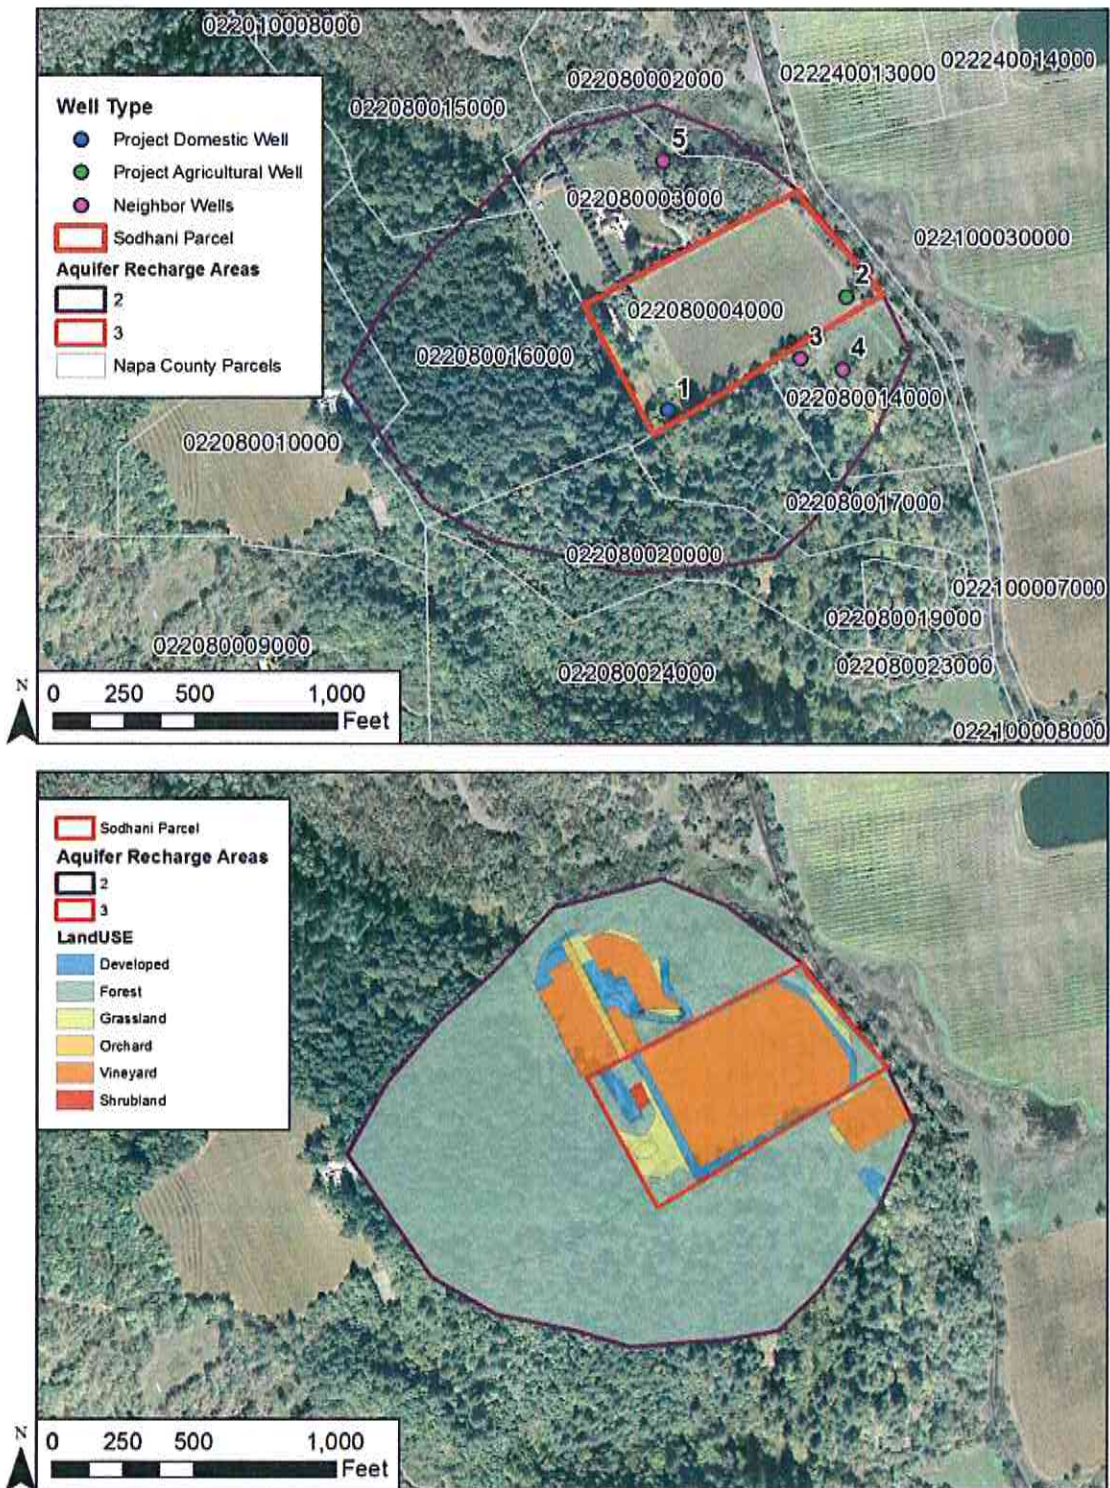 022010008000
022240014000
022240013000
022080002000
022080015000
Well Type
Project Domestic Well
Project Agricultural Well
Neighbor Wells
Sodhani Parcel
Aquifer Recharge Areas
2
3
Napa County Parcels
5
022080003000
022100030000
2
022080004000
3
4
022080016000
1
022080014000
022080010000
022080017000
022080020000
022100007000
022080019000
022080009000
022080023000
022080024000
022100008000
N
0 250 500 1,000
Feet
Sodhani Parcel
Aquifer Recharge Areas
2
3
LandUSE
Developed
Forest
Grassland
Orchard
Vineyard
Shrubland
N
0 250 500 1,000
Feet